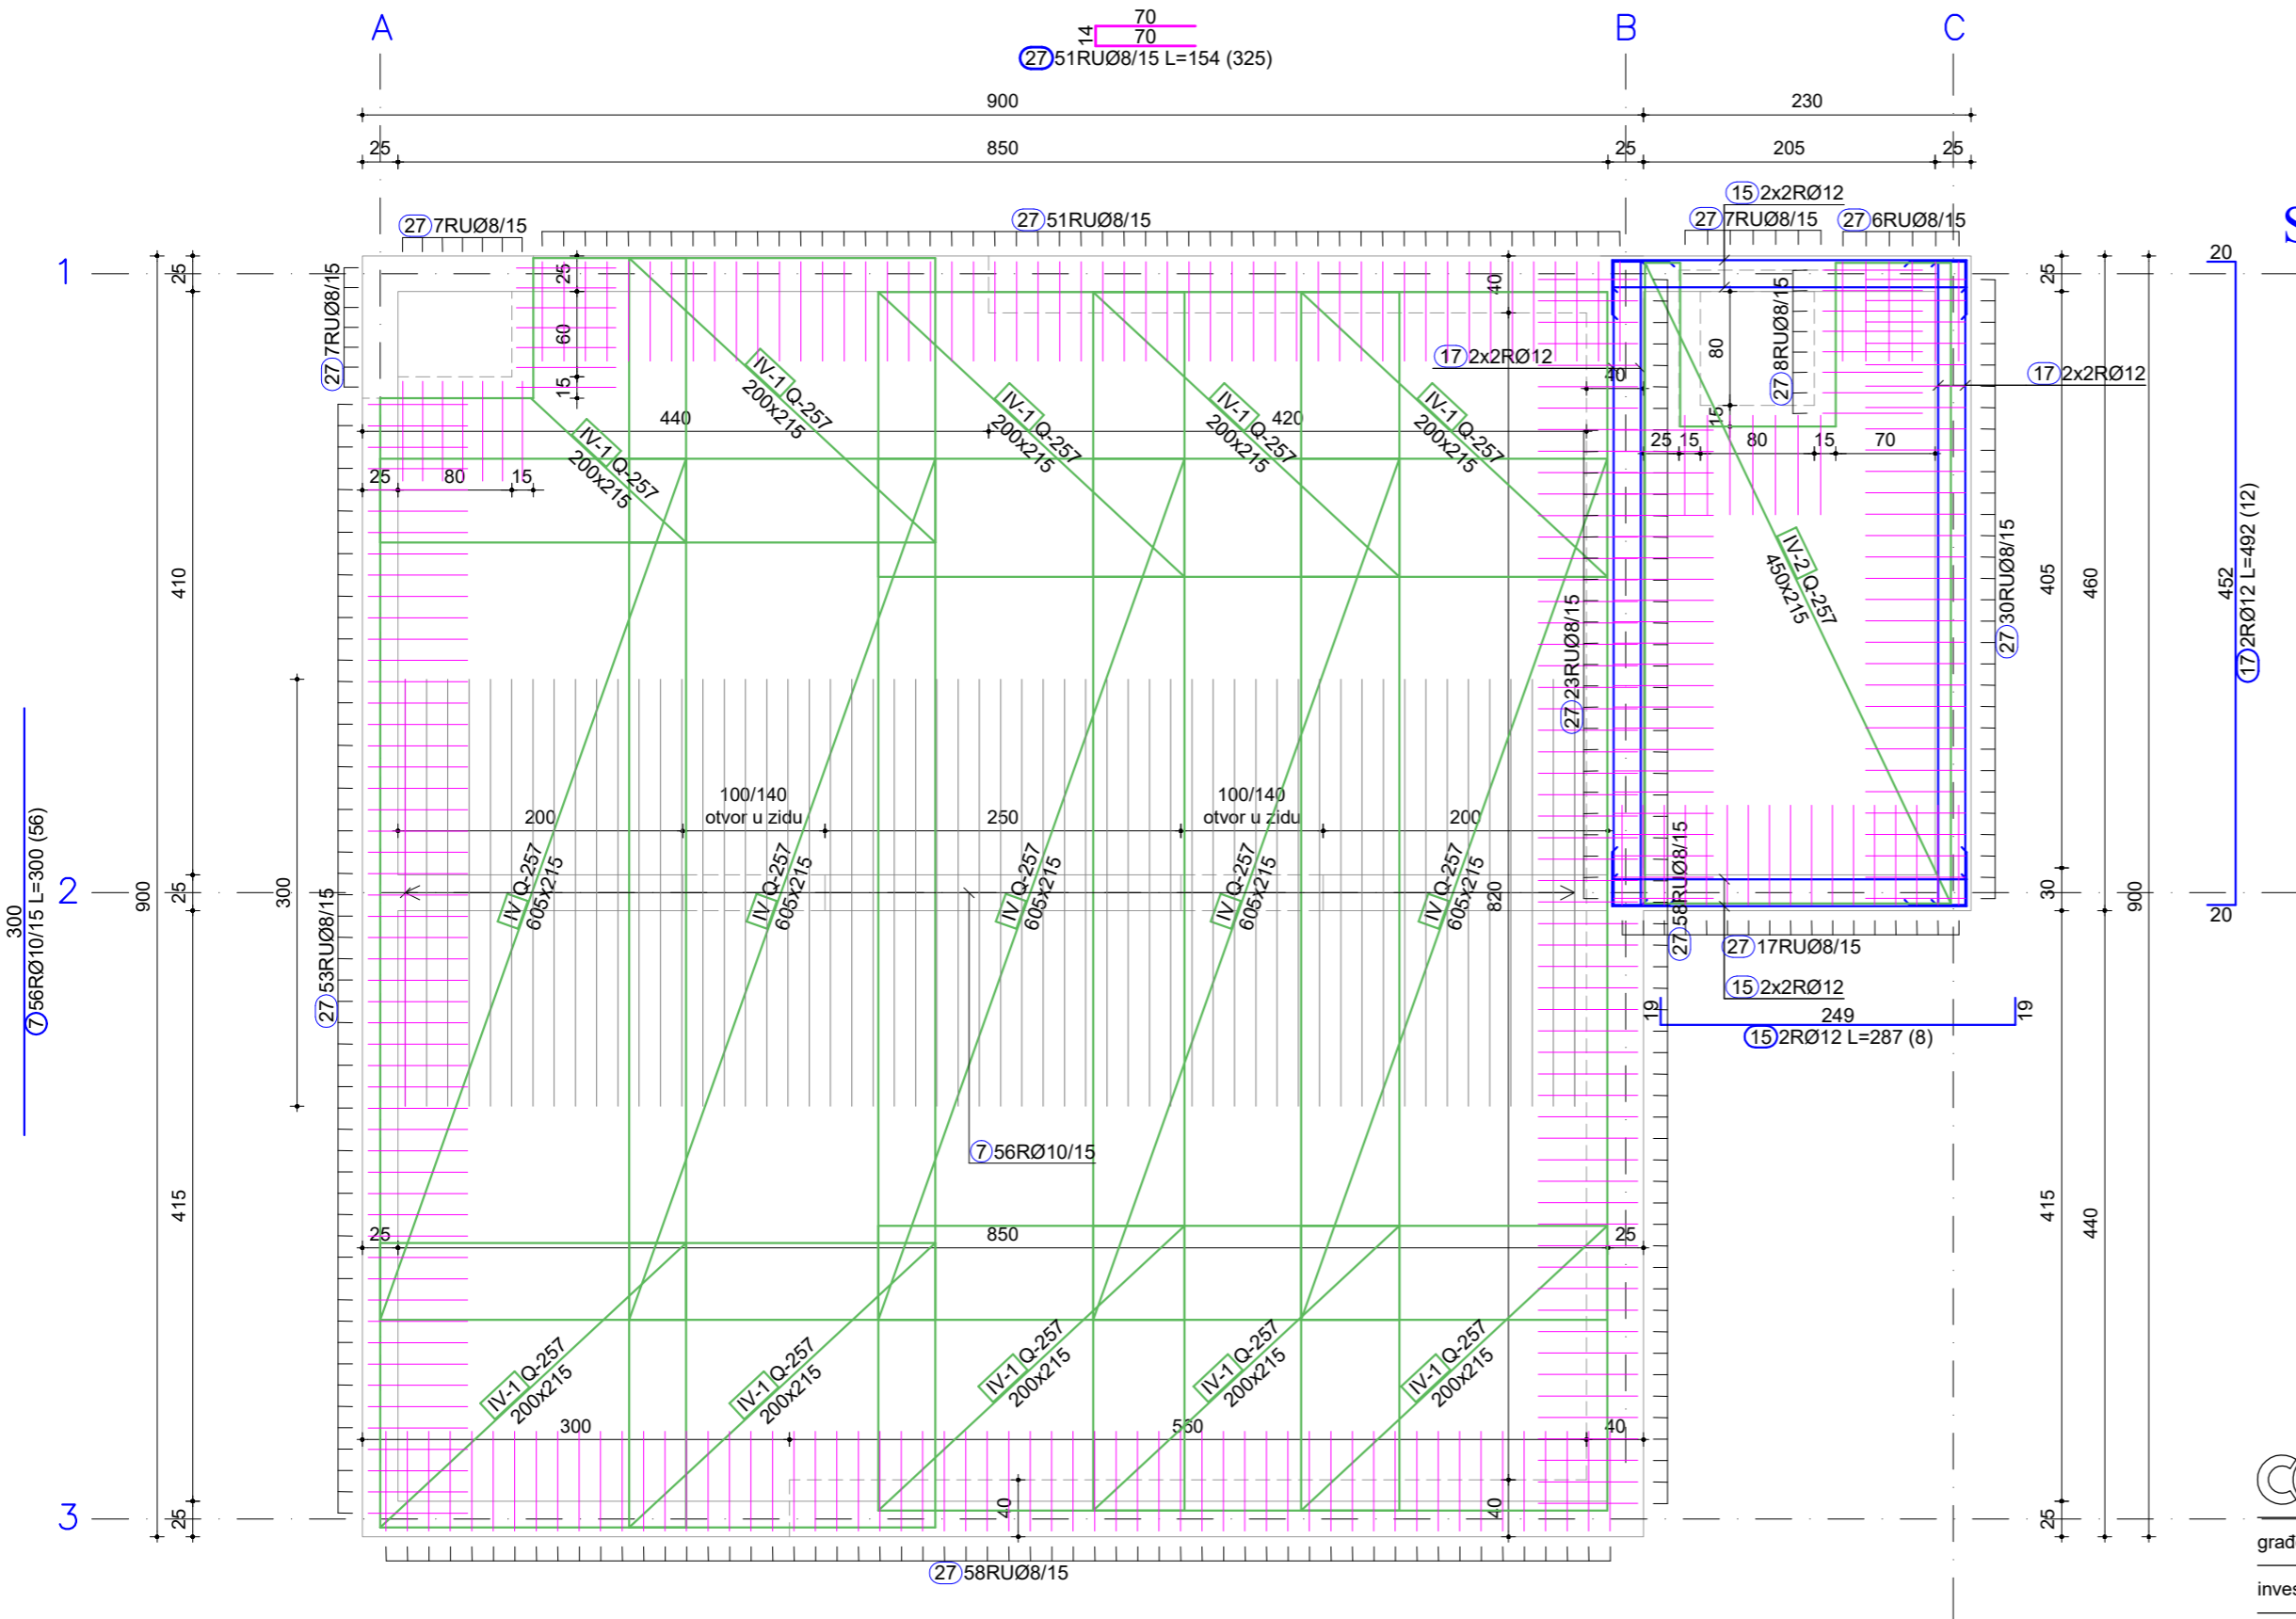 A
B
C
70
14
70
27 51RUØ8/15 L=154 (325)
900
230
25
850
25
205
25
15 2x2RØ12
27 7RUØ8/15
27 51RUØ8/15
27 7RUØ8/15
27 6RUØ8/15
S
20
1
25
27 7RUØ8/15
25
40
27 8RUØ8/15
25
60
80
IV-1 Q-257
200x215
17 2x2RØ12
40
17 2x2RØ12
15
IV-1 Q-257
200x215
IV-1 Q-257
200x215
IV-1 Q-257
200x215
440
420
15
IV-1 Q-257
200x215
25
15
80
15
70
25
80
15
410
405
460
452
17 2RØ12 L=492 (12)
27 30RUØ8/15
IV-2 Q-257
450x215
27 23RUØ8/15
300
7 56RØ10/15 L=300 (56)
900
300
200
100/140
otvor u zidu
250
100/140
otvor u zidu
200
27 58RUØ8/15
2
25
IV Q-257
605x215
IV Q-257
605x215
IV Q-257
605x215
IV Q-257
605x215
IV Q-257
605x215
820
30
900
20
27 53RUØ8/15
27 17RUØ8/15
15 2x2RØ12
19
249
19
15 2RØ12 L=287 (8)
7 56RØ10/15
415
415
440
25
850
25
IV-1 Q-257
200x215
IV-1 Q-257
200x215
IV-1 Q-257
200x215
IV-1 Q-257
200x215
IV-1 Q-257
200x215
300
560
40
3
25
40
40
25
27 58RUØ8/15
građ
inves